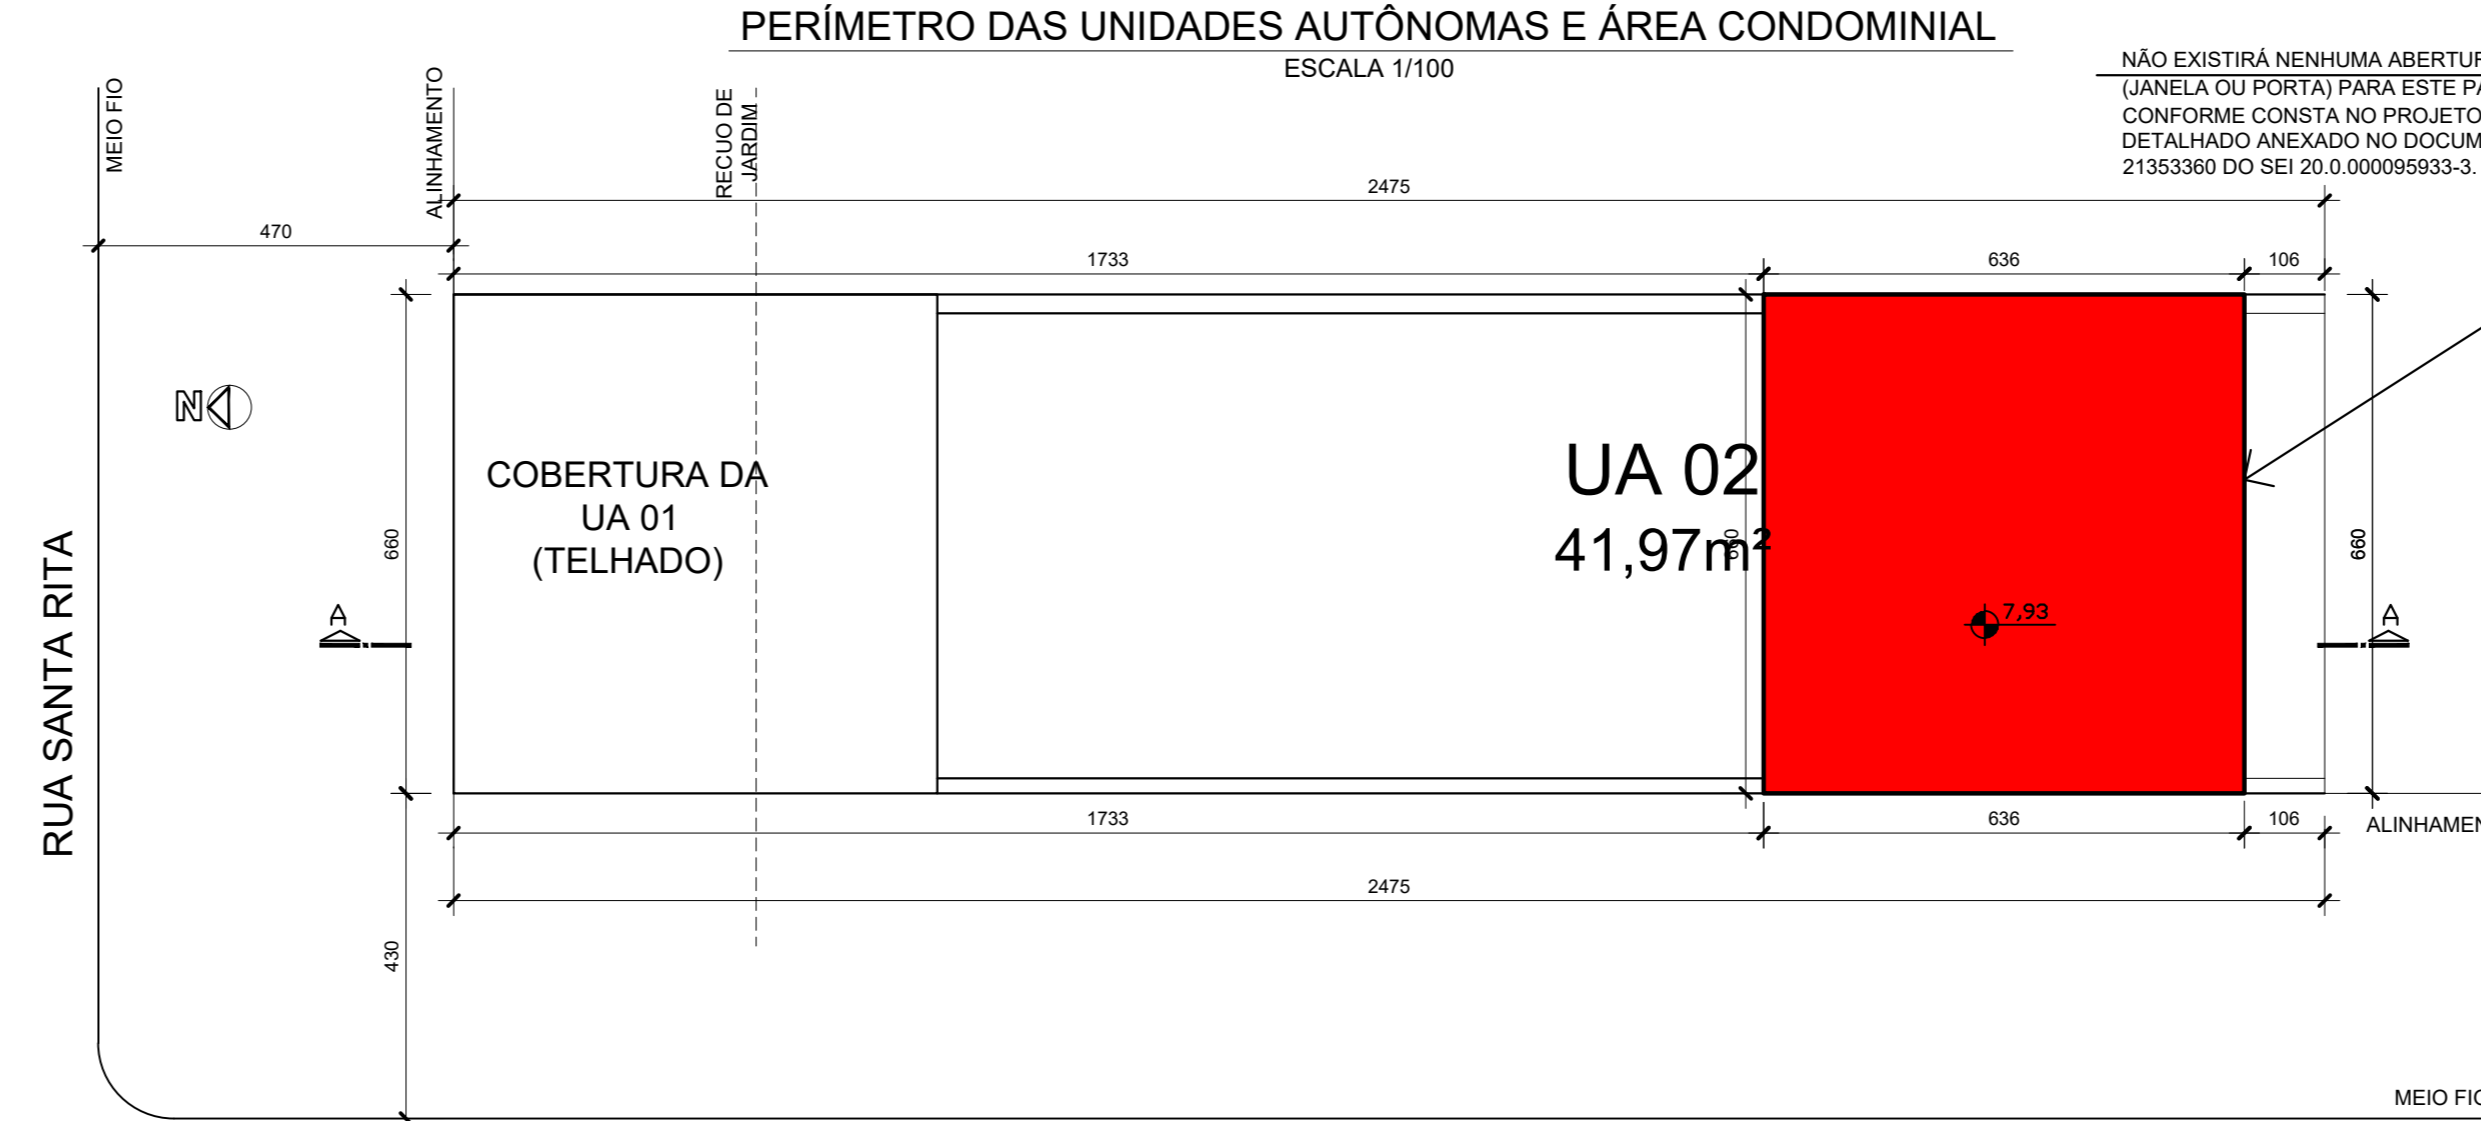 PERÍMETRO DAS UNIDADES AUTÔNOMAS E ÁREA CONDOMINIAL
ESCALA 1/100
NÃO EXISTIRÁ NENHUMA ABERTUR
(JANELA OU PORTA) PARA ESTE PA
CONFORME CONSTA NO PROJETO
DETALHADO ANEXADO NO DOCUM
21353360 DO SEI 20.0.000095933-3.
MEIO FIO
ALINHAMENTO
RECUO DE
JARDIM
2475
470
1733
636
106
N
COBERTURA DA
UA 01
(TELHADO)
UA 02
41,97m²
660
660
660
7,93
A
A
RUA SANTA RITA
1733
636
106
ALINHAMEN
2475
430
MEIO FIO